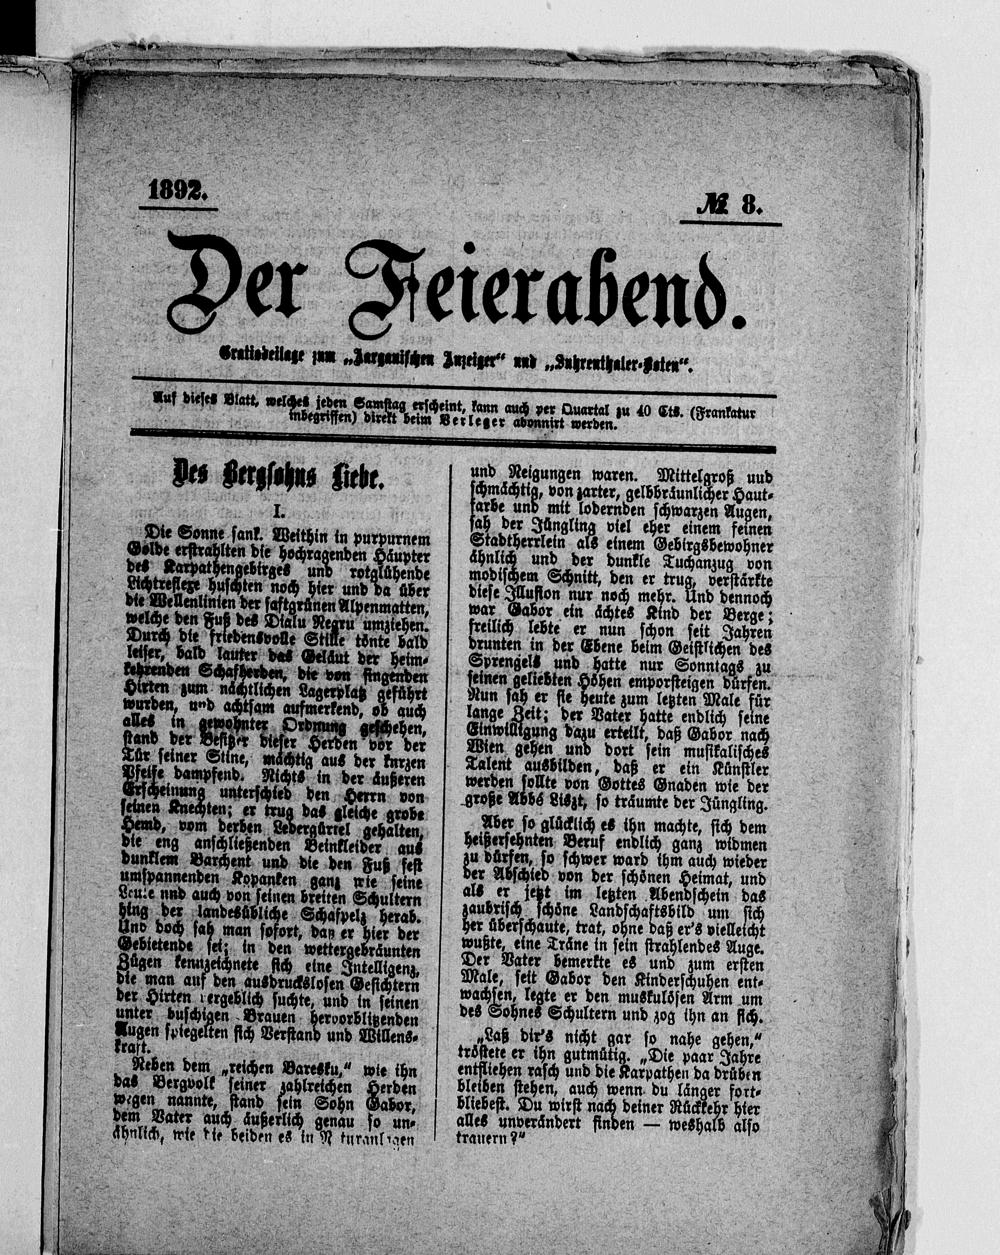 1892.
№ 8.
Der Feierabend.
Gratisbeilage zum „Aargauischen Anzeiger“ und „Suhrenthaler-Boten“.
Auf dieses Blatt, welches jeden Samstag erscheint, kann auch per Quartal zu 40 Cts. (Frankatur
inbegriffen) direkt beim Verleger abonnirt werden.
Des Bergsohns Liebe.
I.
Die Sonne sank. Weithin in purpurnem
Golde erstrahlten die hochragenden Häupter
des Karpathengebirges und rotglühende
Lichtreflexe huschten noch hier und da über
die Wellenlinien der saftgrünen Alpenmatten,
welche den Fuß des Dialu Negru umziehen.
Durch die friedensvolle Stille tönte bald
leiser, bald lauter das Geläut der heim-
kehrenden Schafherden, die von singenden
Hirten zum nächtlichen Lagerplatz geführt
wurden, und achtsam aufmerkend, ob auch
alles in gewohnter Ordnung geschehen,
stand der Besitzer dieser Herden vor der
Tür seiner Stine, mächtig aus der kurzen
Pfeife dampfend. Nichts in der äußeren
Erscheinung unterschied den Herrn von
seinen Knechten; er trug das gleiche grobe
Hemd, vom derben Ledergürtel gehalten,
die eng anschließenden Beinkleider aus
dunklem Barchent und die den Fuß fest
umspannenden Kopanken ganz wie seine
Leute nnd auch von seinen breiten Schultern
hing der landesübliche Schafpelz herab.
Und doch sah man sofort, daß er hier der
Gebietende sei; in den wettergebräunten
Zügen kennzeichnete sich eine Intelligenz,
die man auf den ausdruckslosen Gesichtern
der Hirten vergeblich suchte, und in seinen
unter buschigen Brauen hervorblitzenden
Augen spiegelten sich Verstand und Willens-
kraft.
Neben dem „reichen Baresku,“ wie ihn
das Bergvolk seiner zahlreichen Herden
wegen nannte, stand sein Sohn Gabor,
dem Vater auch äußerlich genau so un-
ähnlich, wie die beiden es in Naturanlagen
und Neigungen waren. Mittelgroß uud
schmächtig, von zarter, gelbbräunlicher Haut-
farbe und mit lodernden schwarzen Augen,
sah der Jüngling viel eher einem feinen
Stadtherrlein als einem Gebirgsbewohner
ähnlich und der dunkle Tuchanzug von
modischem Schnitt, den er trug, verstärkte
diese Illusion nur noch mehr. Und dennoch
war Gabor ein ächtes Kind der Berge;
freilich lebte er nun schon seit Jahren
drunten in der Ebene beim Geistlichen des
Sprengels und hatte nur Sonntags zu
seinen geliebten Höhen emporsteigen dürfen.
Nun sah er sie heute zum letzten Male für
lange Zeit; der Vater hatte endlich seine
Einwilligung dazu erteilt, daß Gabor nach
Wien gehen und dort sein musikalisches
Talent ausbilden, daß er ein Künstler
werden sollte von Gottes Gnaden wie der
große Abbé Liszt, so träumte der Jüngling.
Aber so glücklich es ihn machte, sich dem
heißersehnten Beruf endlich ganz widmen
zu dürfen, so schwer ward ihm auch wieder
der Abschied von der schönen Heimat, und
als er jetzt im letzten Abendschein das
zaubrisch schöne Landschaftsbild um sich
her überschaute, trat, ohne daß er's vielleicht
wußte, eine Träne in sein strahlendes Auge.
Der Vater bemerkte es und zum ersten
Male, seit Gabor den Kinderschuhen ent-
wachsen, legte er den muskulösen Arm um
des Sohnes Schultern und zog ihn an sich.
„Laß dir's nicht gar so nahe gehen,“
tröstete er ihn gutmütig. „Die paar Jahre
entfliehen rasch und die Karpathen da drüben
bleiben stehen, auch wenn du länger fort-
bliebest. Du wirst nach deiner Rückkehr hier
alles unverändert finden — weshalb also
trauern?“